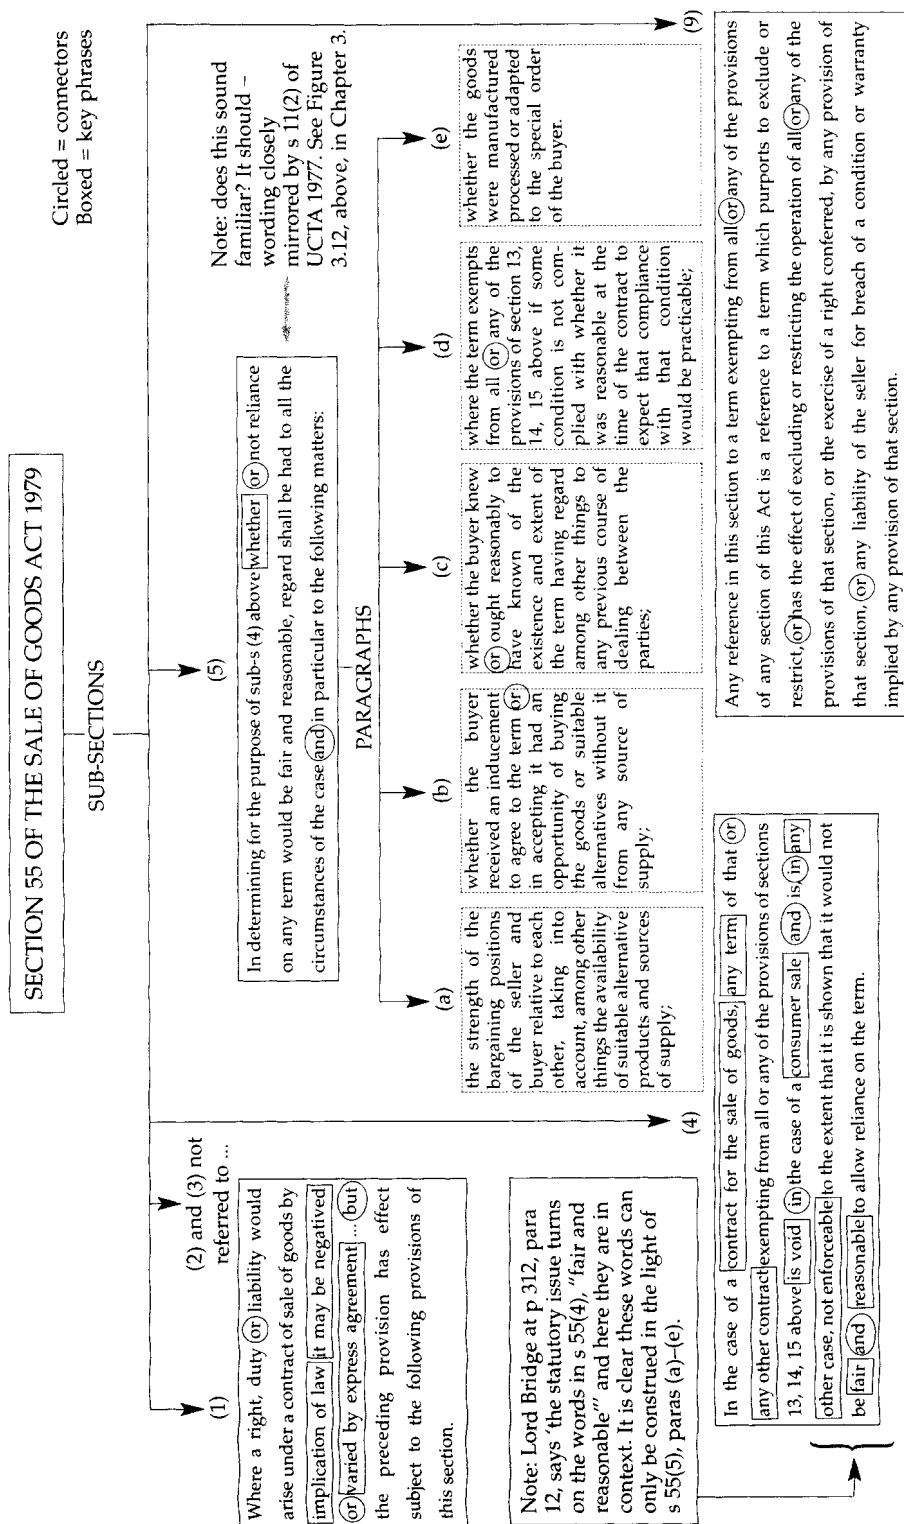 SECTION 55 OF THE SALE OF GOODS ACT 1979
Circled = connectors
Boxed = key phrases
SUB-SECTIONS
(1)
Where a right, duty or liability would
arise under a contract of sale of goods by
implication of law it may be negatived
or varied by express agreement ... but
the preceding provision has effect
subject to the following provisions of
this section.
(2) and (3) not
referred to ...
Note: Lord Bridge at p 312, para
12, says 'the statutory issue turns
on the words in s 55(4), "fair and
reasonable"' and here they are in
context. It is clear these words can
only be construed in the light of
s 55(5), paras (a)–(e).
(4)
In the case of a contract for the sale of goods, any term of that or
any other contract exempting from all or any of the provisions of sections
13, 14, 15 above is void in the case of a consumer sale and is, in any
other case, not enforceable to the extent that it is shown that it would not
be fair and reasonable to allow reliance on the term.
(5)
In determining for the purpose of sub-s (4) above whether or not reliance
on any term would be fair and reasonable, regard shall be had to all the
circumstances of the case and in particular to the following matters:
Note: does this sound
familiar? It should –
wording closely
mirrored by s 11(2) of
UCTA 1977. See Figure
3.12, above, in Chapter 3.
PARAGRAPHS
(a)
the strength of the
bargaining positions
of the seller and
buyer relative to each
other, taking into
account, among other
things the availability
of suitable alternative
products and sources
of supply;
(b)
whether the buyer
received an inducement
to agree to the term or
in accepting it had an
opportunity of buying
the goods or suitable
alternatives without it
from any source of
supply;
(c)
whether the buyer knew
or ought reasonably to
have known of the
existence and extent of
the term having regard
among other things to
any previous course of
dealing between the
parties;
(d)
where the term exempts
from all or any of the
provisions of section 13,
14, 15 above if some
condition is not com-
plied with whether it
was reasonable at the
time of the contract to
expect that compliance
with that condition
would be practicable;
(e)
whether the goods
were manufactured
processed or adapted
to the special order
of the buyer.
(9)
Any reference in this section to a term exempting from all or any of the provisions
of any section of this Act is a reference to a term which purports to exclude or
restrict, or has the effect of excluding or restricting the operation of all or any of the
provisions of that section, or the exercise of a right conferred, by any provision of
that section, or any liability of the seller for breach of a condition or warranty
implied by any provision of that section.